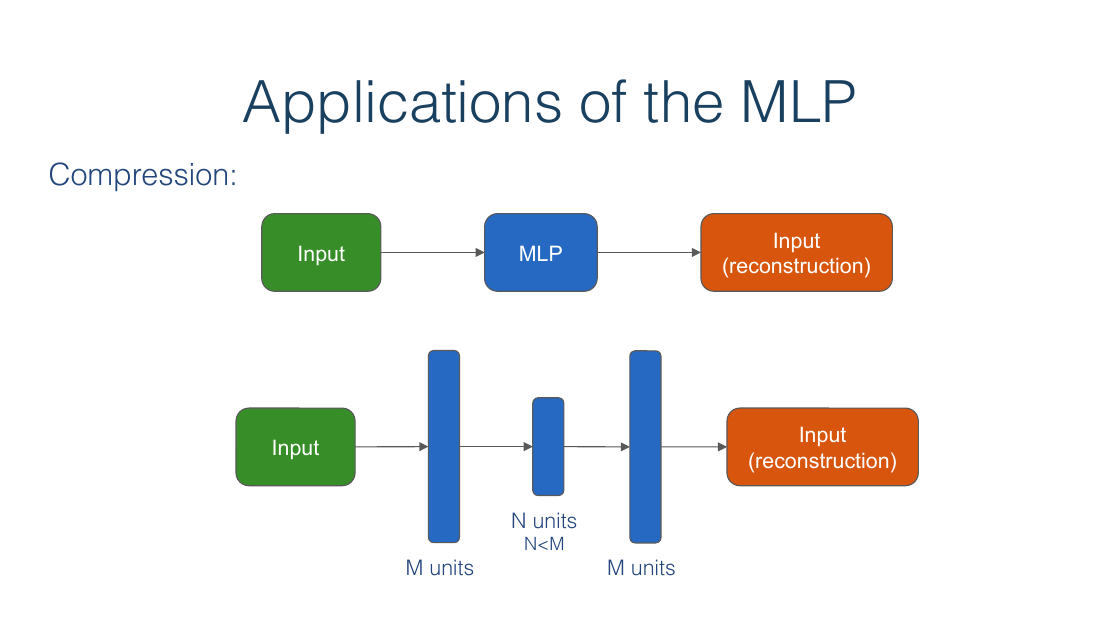 Applications of the MLP
Compression:
Input
MLP
Input
(reconstruction)
Input
Input
(reconstruction)
N units
N<M
M units
M units